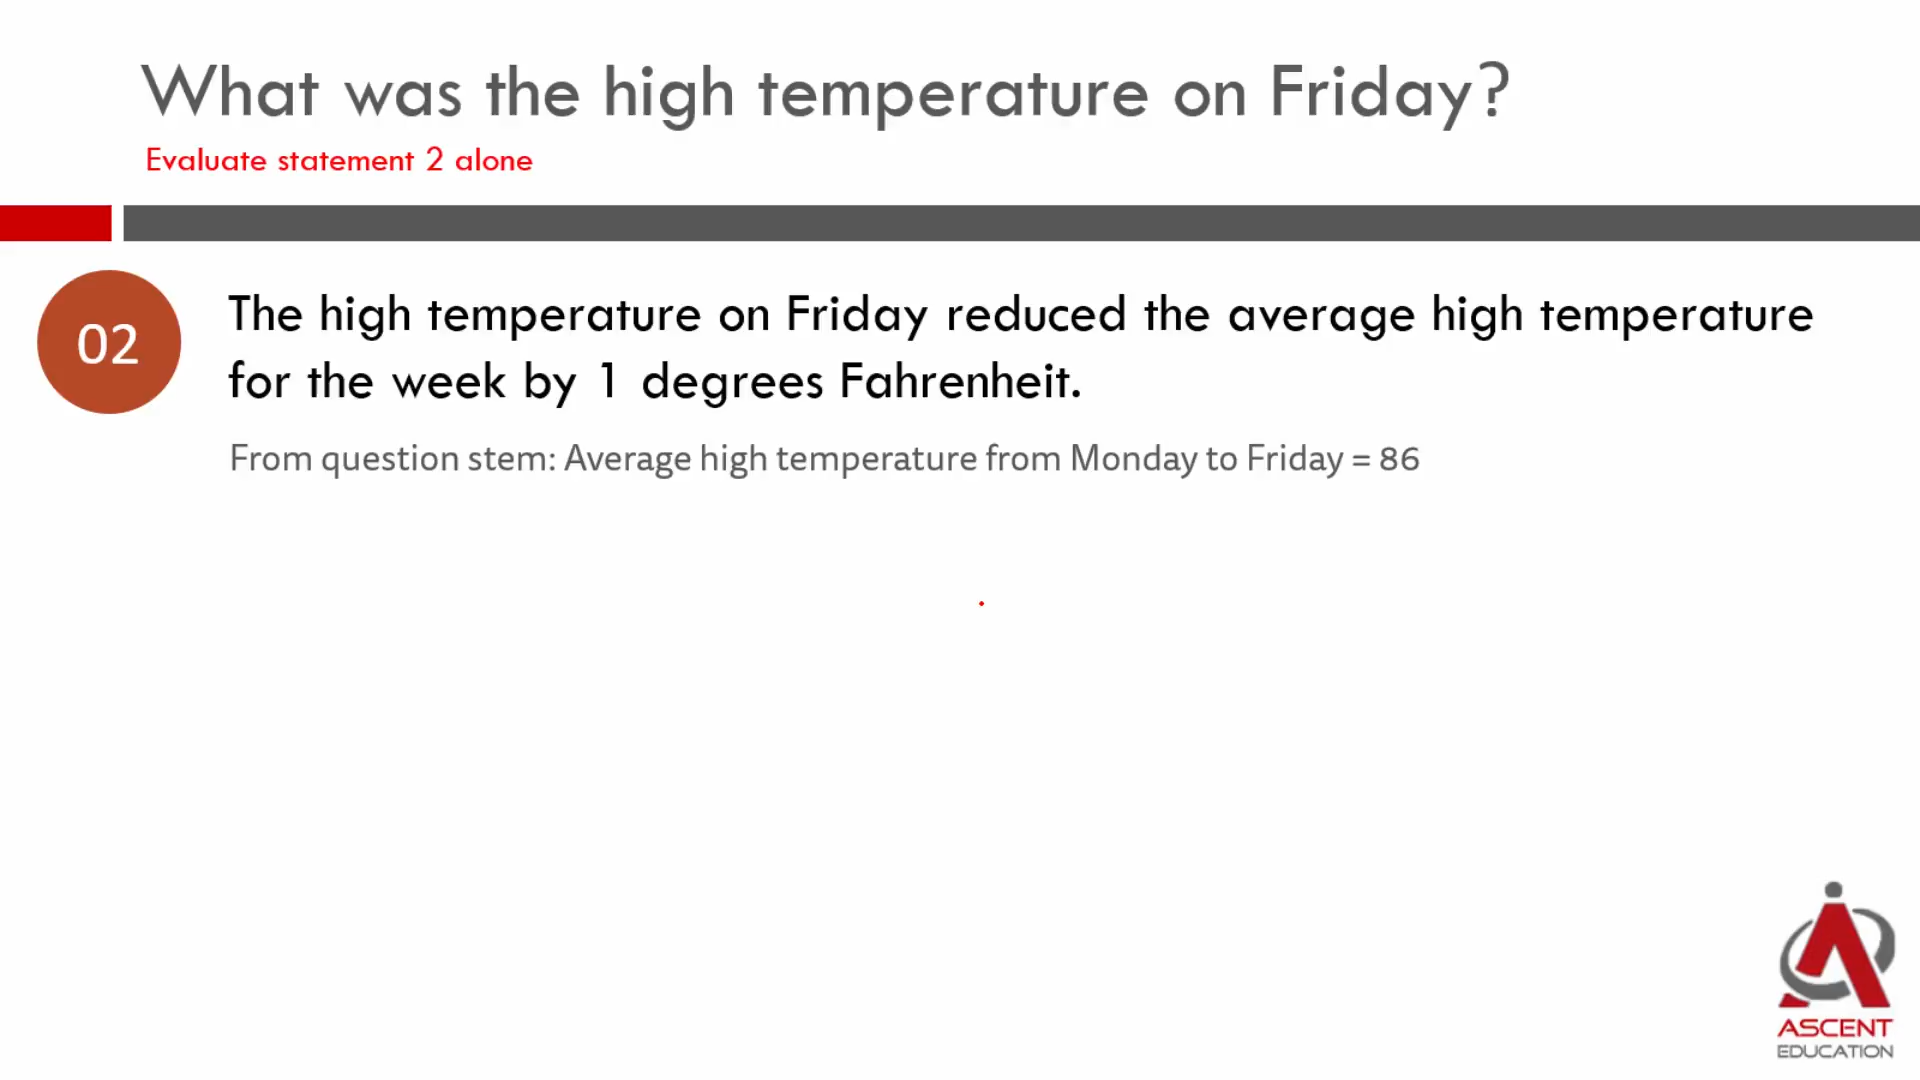 What was the high temperature on Friday?
Evaluate statement 2 alone
02
The high temperature on Friday reduced the average high temperature
for the week by 1 degrees Fahrenheit.
From question stem: Average high temperature from Monday to Friday = 86
ASCENT
EDUCATION